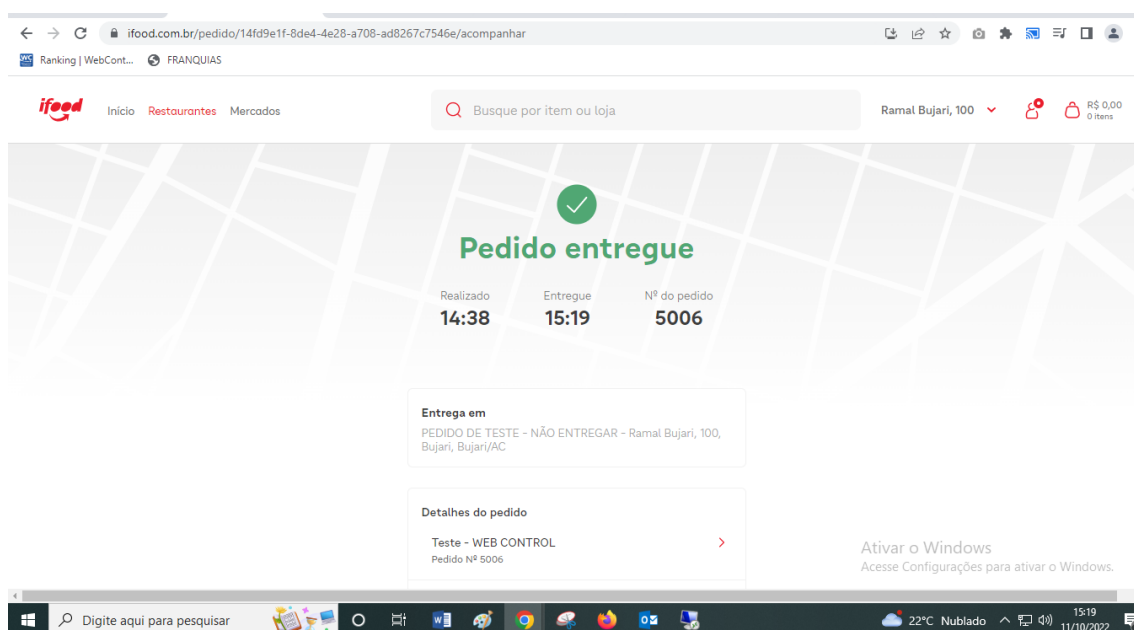 ifood.com.br/pedido/14fd9e1f-8de4-4e28-a708-ad8267c7546e/acompanhar
WC Ranking | WebCont... FRANQUIAS
ifood Início Restaurantes Mercados Busque por item ou loja Ramal Bujari, 100 R$ 0,00
0 itens
Pedido entregue
Realizado Entregue Nº do pedido
14:38 15:19 5006
Entrega em
PEDIDO DE TESTE - NÃO ENTREGAR - Ramal Bujari, 100,
Bujari, Bujari/AC
Detalhes do pedido
Teste - WEB CONTROL
Pedido Nº 5006
Ativar o Windows
Acesse Configurações para ativar o Windows.
Digite aqui para pesquisar 22°C Nublado 15:19
11/10/2022